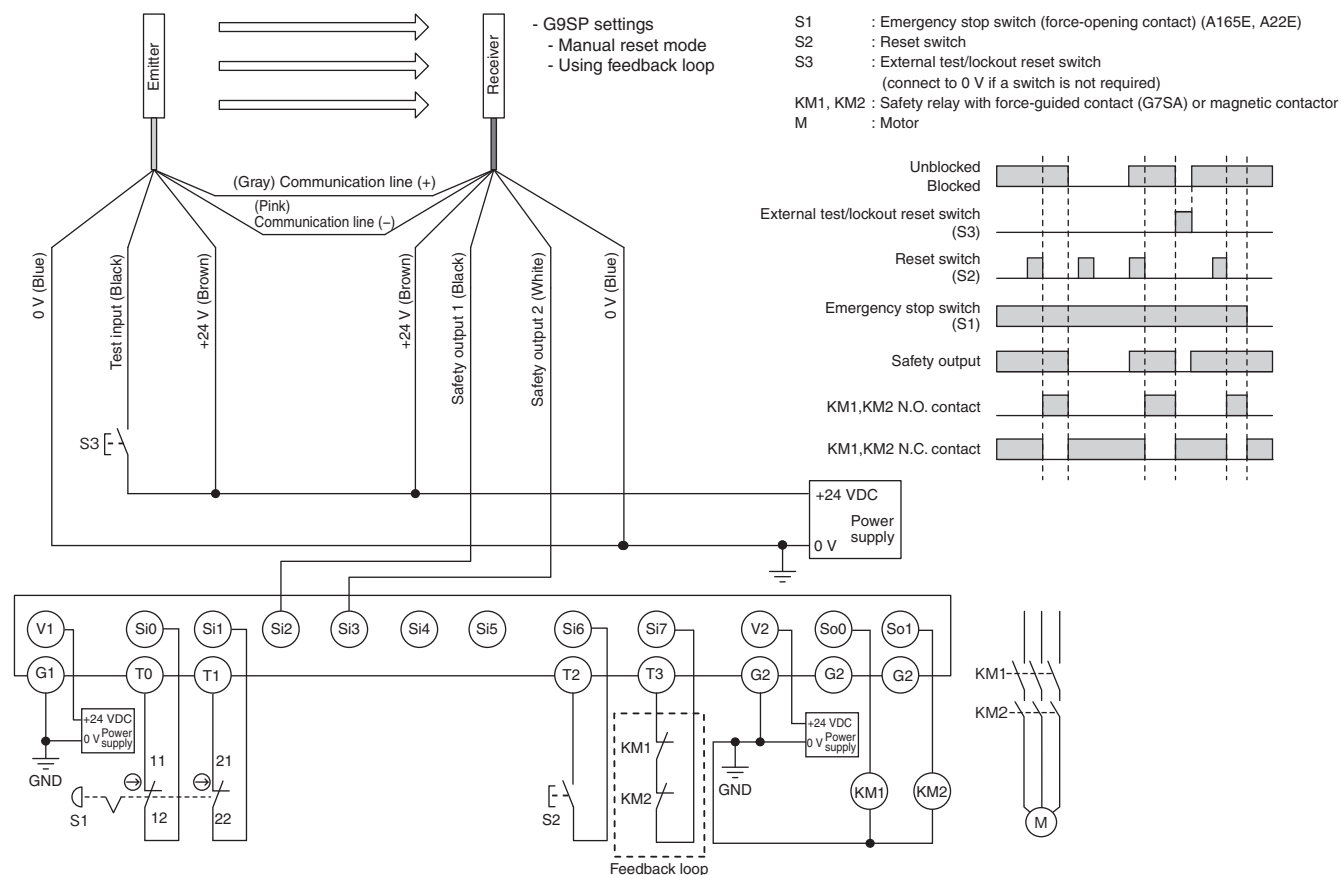 Emitter
Receiver
- G9SP settings
- Manual reset mode
- Using feedback loop
S1 : Emergency stop switch (force-opening contact) (A165E, A22E)
S2 : Reset switch
S3 : External test/lockout reset switch
(connect to 0 V if a switch is not required)
KM1, KM2 : Safety relay with force-guided contact (G7SA) or magnetic contactor
M : Motor
(Gray) Communication line (+)
(Pink)
Communication line (−)
0 V (Blue)
Test input (Black)
+24 V (Brown)
+24 V (Brown)
Safety output 1 (Black)
Safety output 2 (White)
0 V (Blue)
S3
Unblocked
Blocked
External test/lockout reset switch
(S3)
Reset switch
(S2)
Emergency stop switch
(S1)
Safety output
KM1,KM2 N.O. contact
KM1,KM2 N.C. contact
+24 VDC
Power
supply
0 V
V1
Si0
Si1
Si2
Si3
Si4
Si5
Si6
Si7
V2
So0
So1
G1
T0
T1
T2
T3
G2
G2
G2
+24 VDC
0 V Power
supply
GND
11
21
12
22
S1
S2
KM1
KM2
Feedback loop
+24 VDC
0 V Power
supply
GND
KM1
KM2
KM1
KM2
M